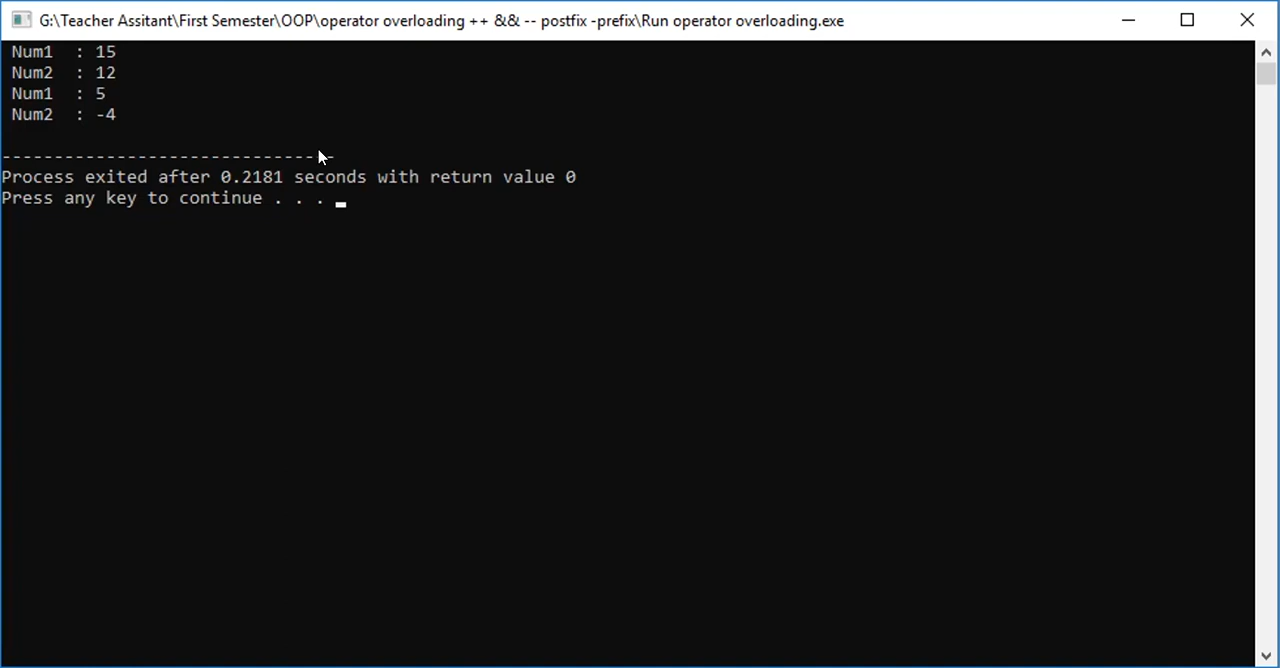 G:\Teacher Assitant\First Semester\OOP\operator overloading ++ && -- postfix -prefix\Run operator overloading.exe
Num1  : 15
Num2  : 12
Num1  : 5
Num2  : -4
--------------------------------
Process exited after 0.2181 seconds with return value 0
Press any key to continue . . .